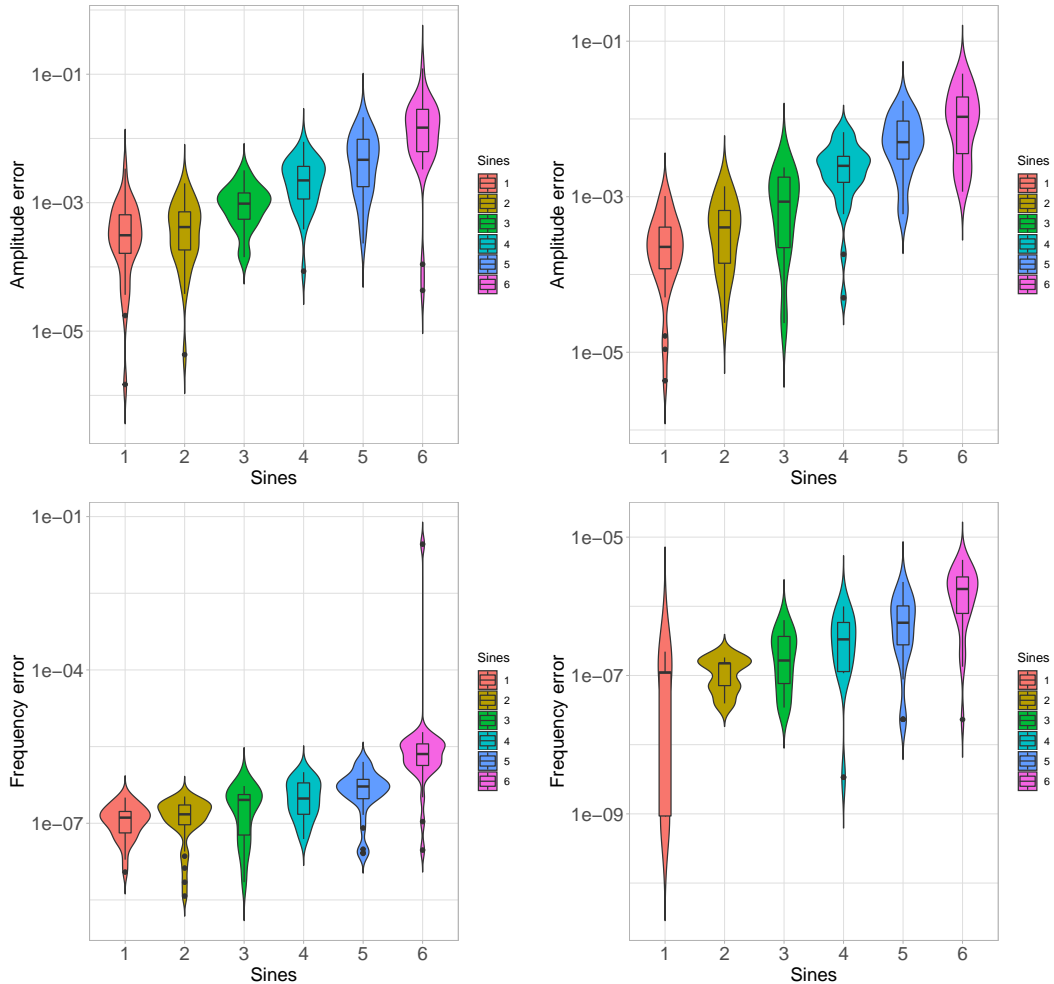 Amplitude error
1e−01
1e−03
1e−05
1 2 3 4 5 6
Sines
Sines
1
2
3
4
5
6
Amplitude error
1e−01
1e−03
1e−05
1 2 3 4 5 6
Sines
Sines
1
2
3
4
5
6
Frequency error
1e−01
1e−04
1e−07
1 2 3 4 5 6
Sines
Sines
1
2
3
4
5
6
Frequency error
1e−05
1e−07
1e−09
1 2 3 4 5 6
Sines
Sines
1
2
3
4
5
6